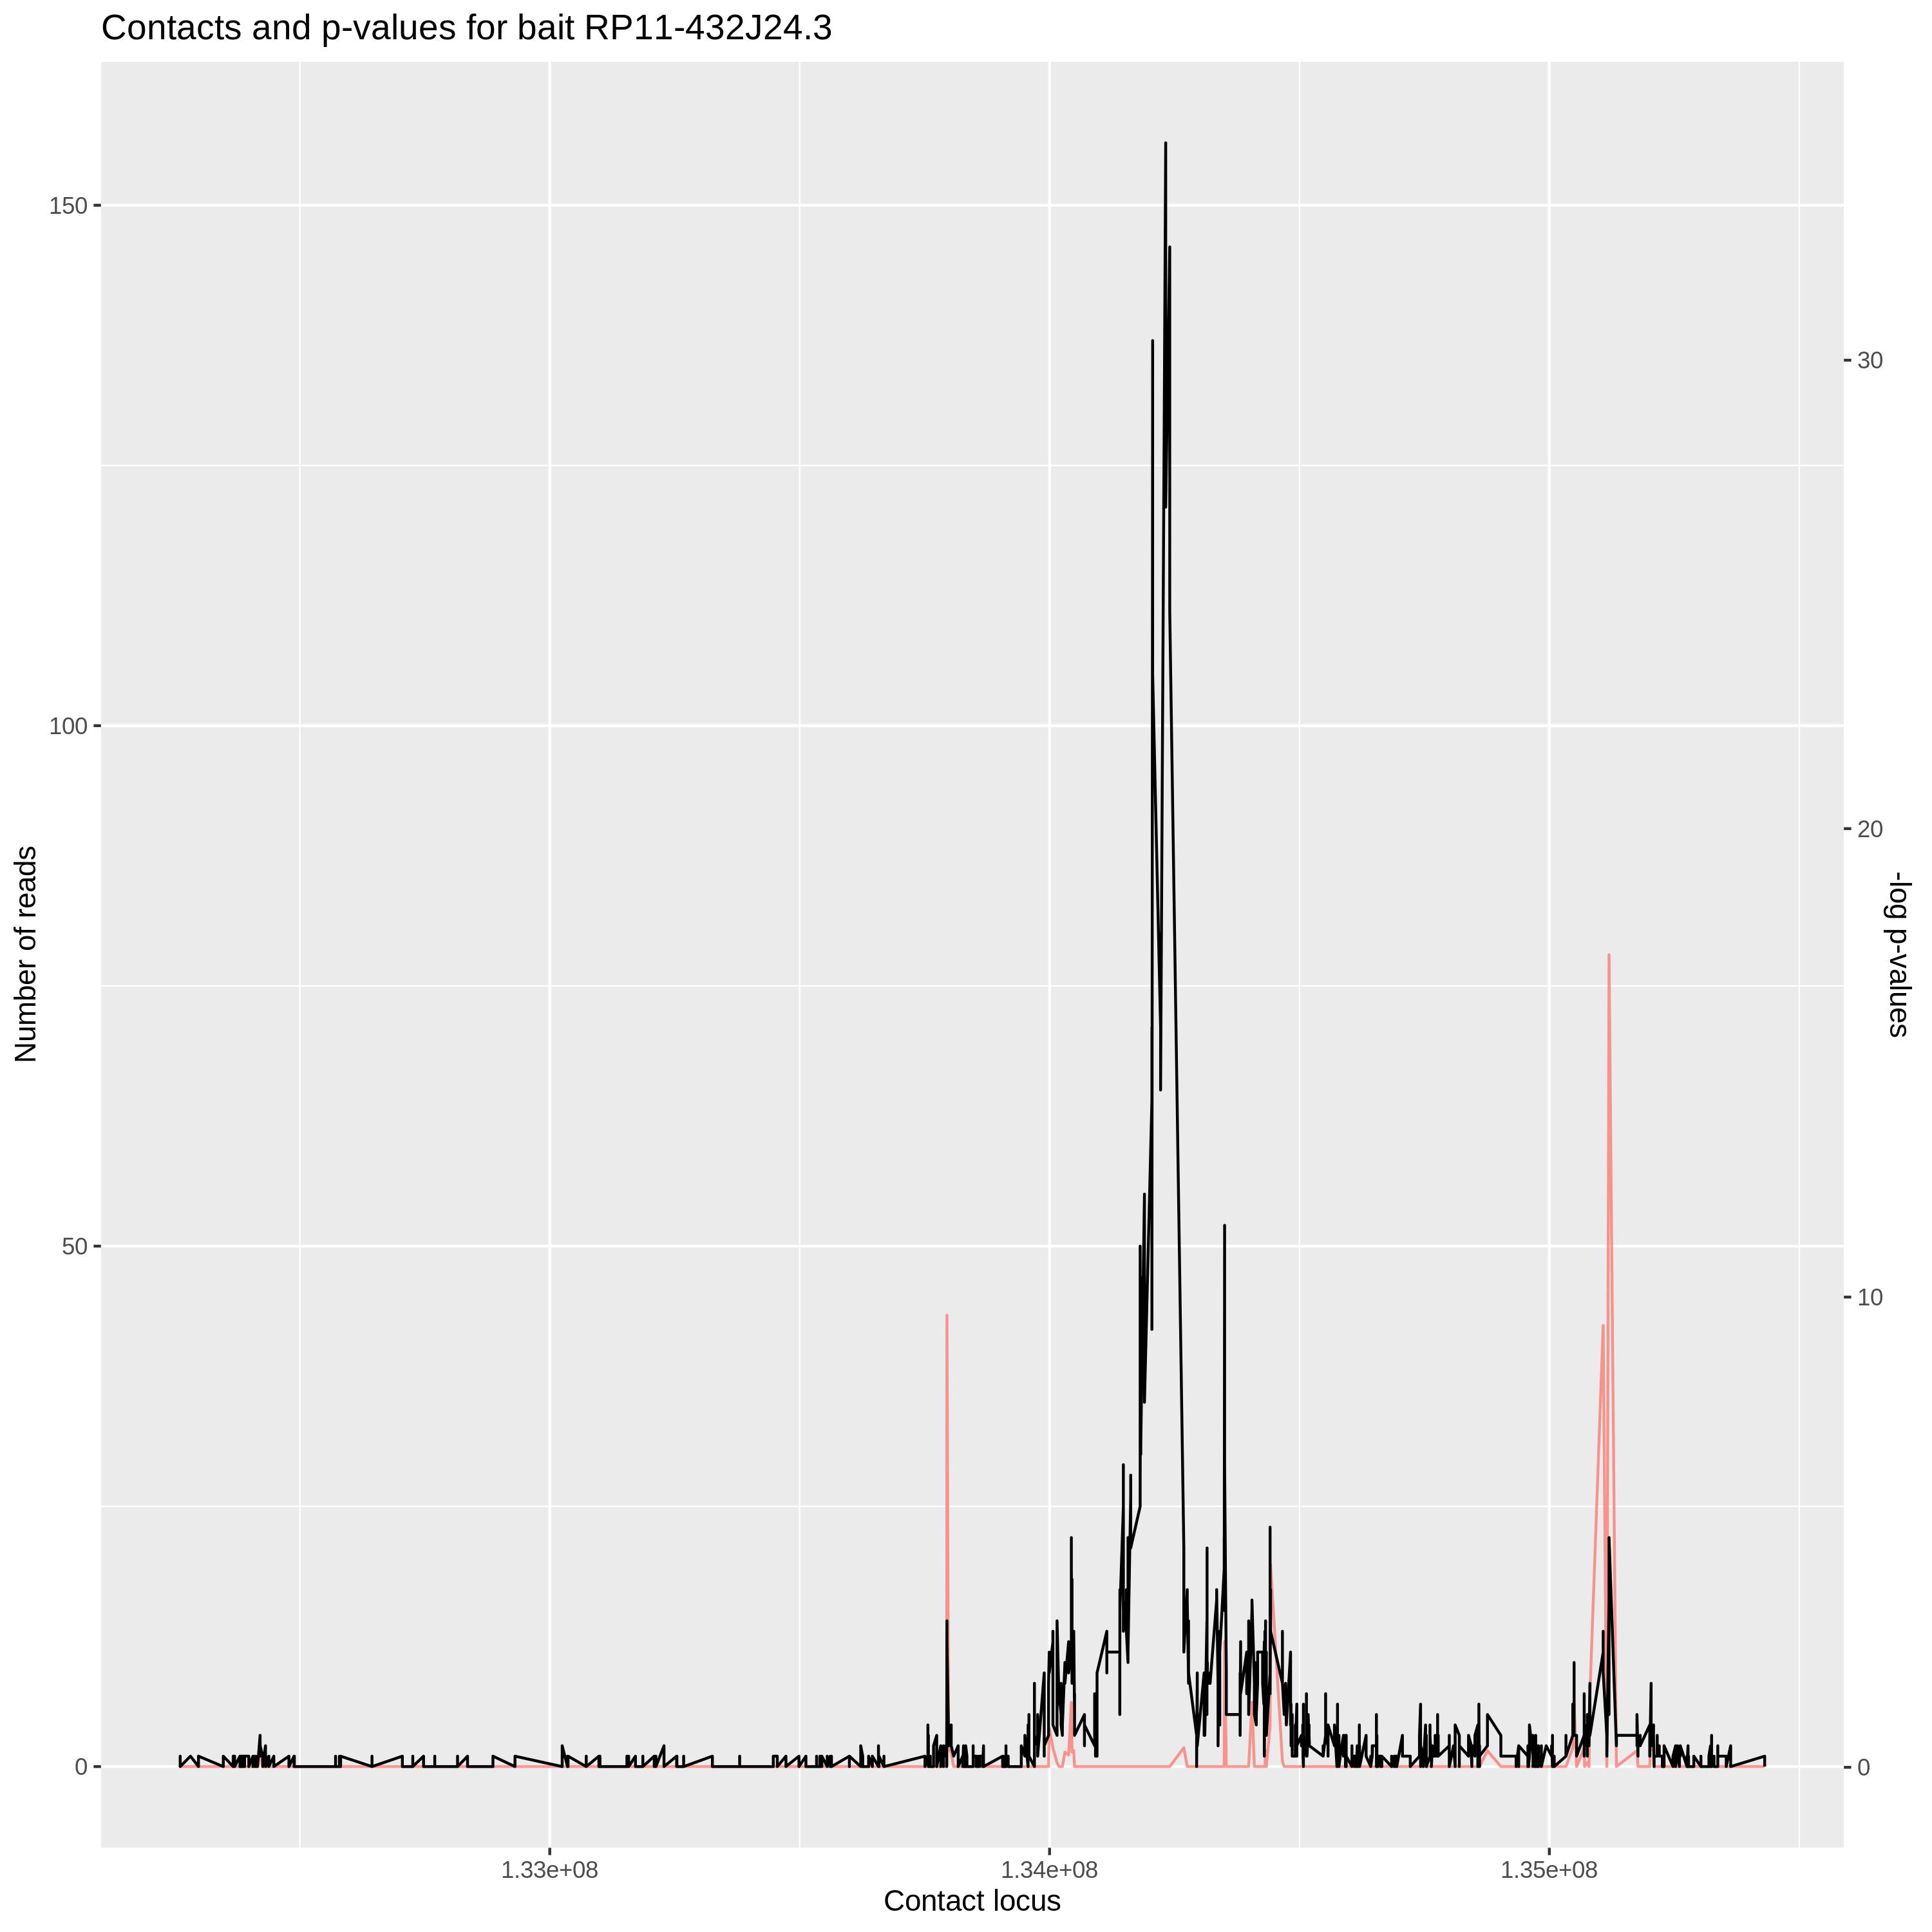 Contacts and p-values for bait RP11-432J24.3
150
100
50
0
Number of reads
30
20
10
0
-log p-values
1.33e+08
1.34e+08
1.35e+08
Contact locus